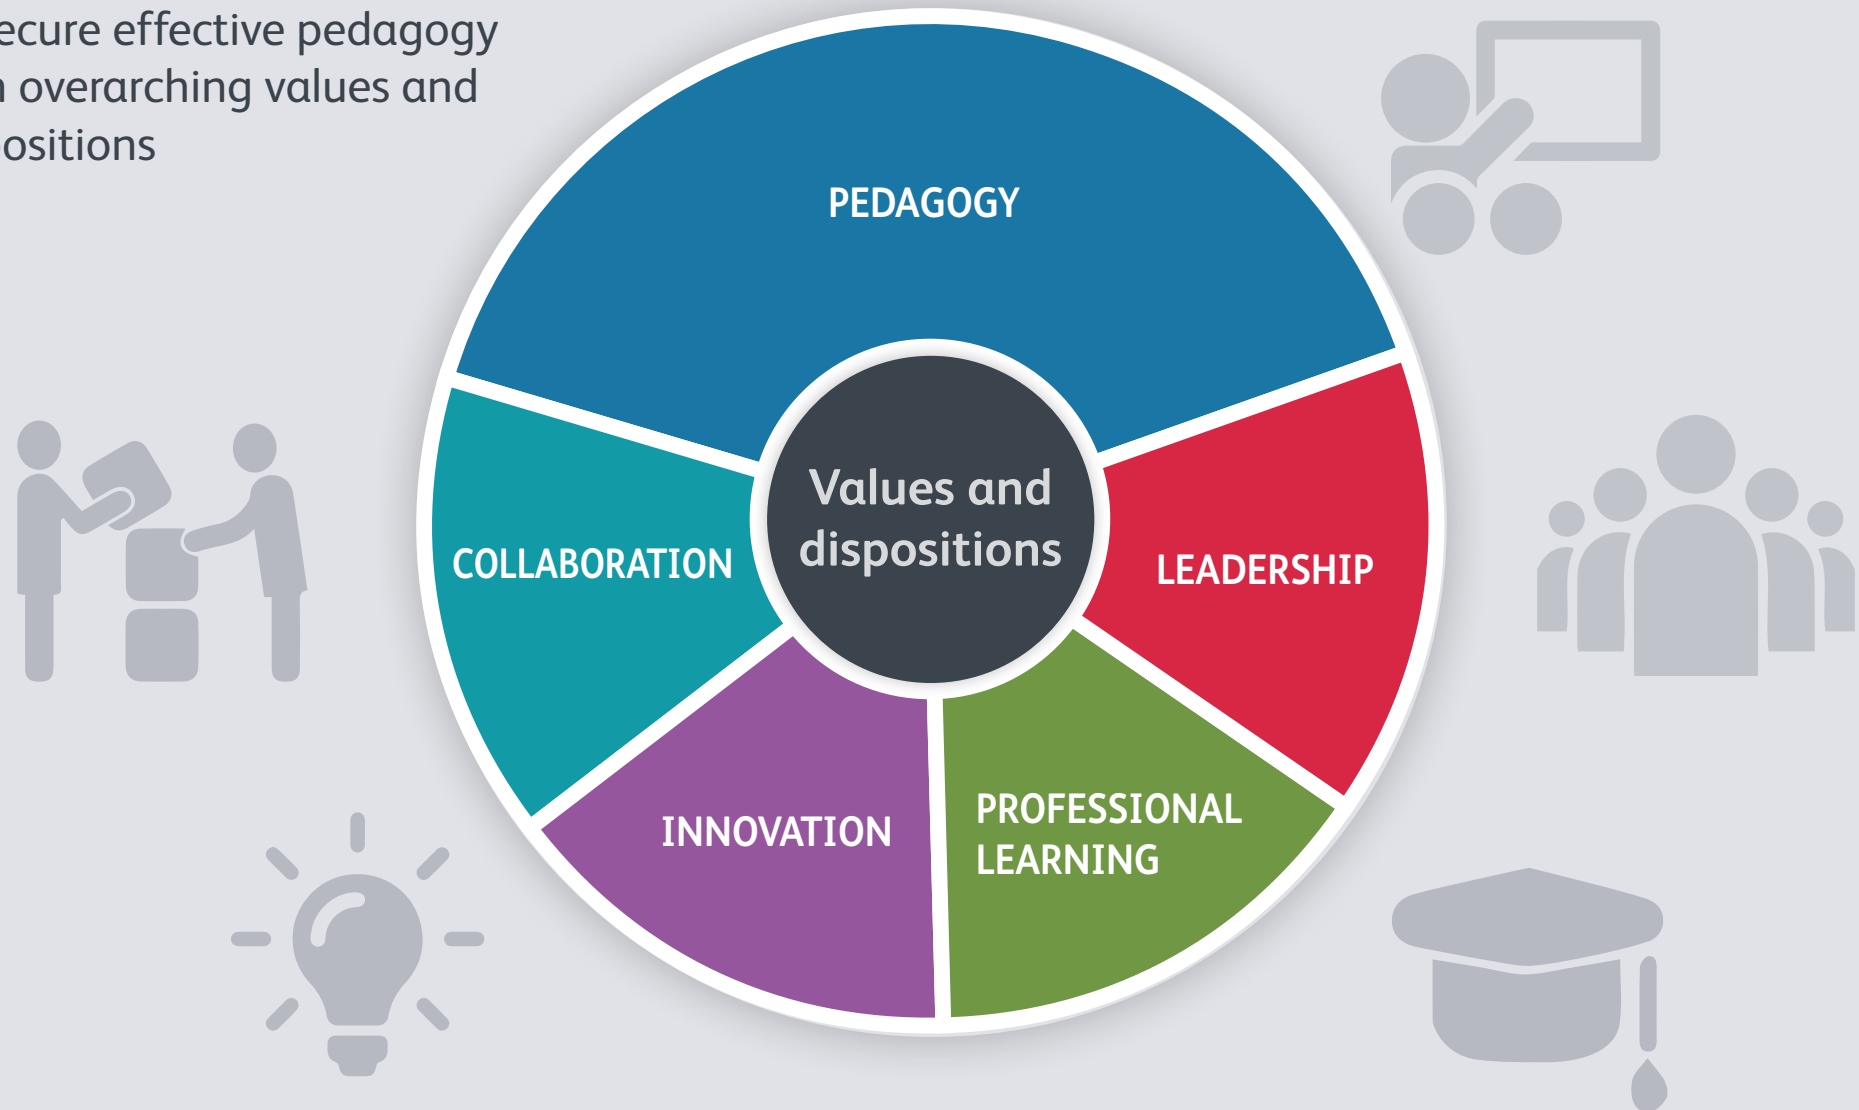 ecure effective pedagogy
overarching values and
ositions
PEDAGOGY
Values and
dispositions
COLLABORATION
LEADERSHIP
INNOVATION
PROFESSIONAL
LEARNING